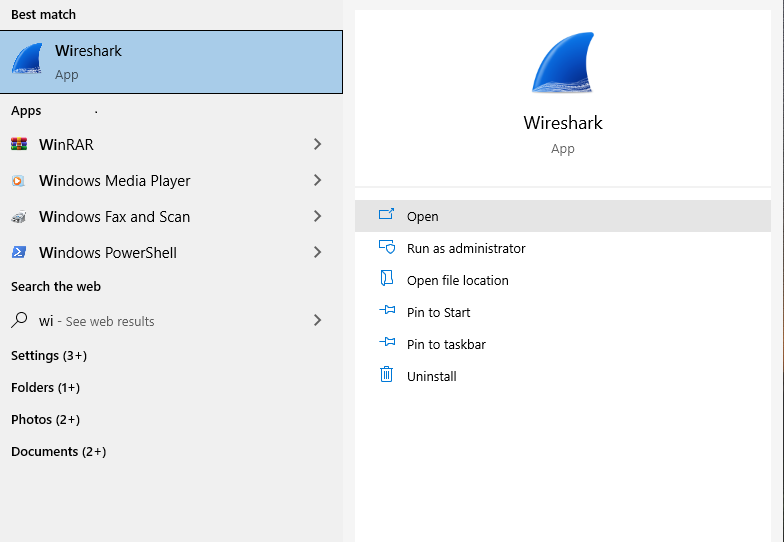 Best match
Wireshark
App
Apps
WinRAR
Windows Media Player
Windows Fax and Scan
Windows PowerShell
Search the web
wi - See web results
Settings (3+)
Folders (1+)
Photos (2+)
Documents (2+)
Wireshark
App
Open
Run as administrator
Open file location
Pin to Start
Pin to taskbar
Uninstall